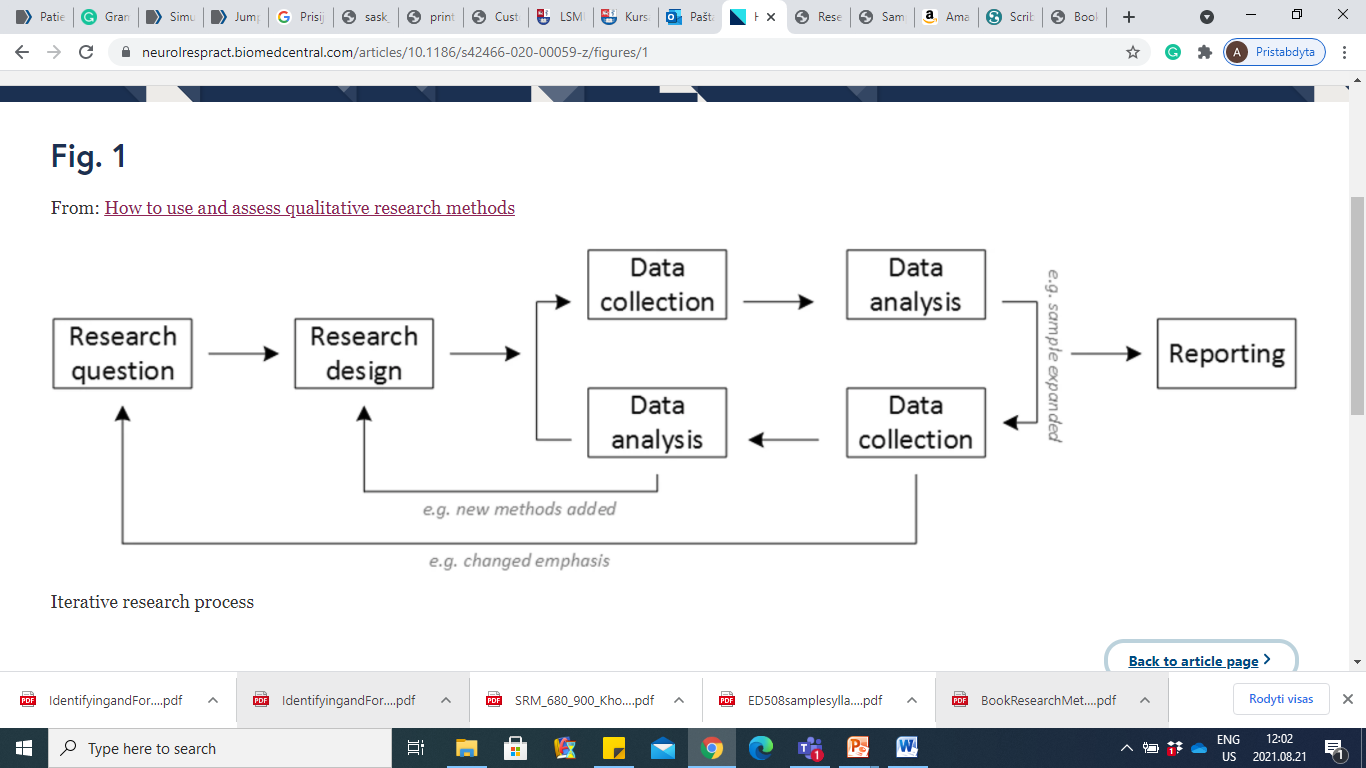 Patie
Gran
Simu
Jump
Prisij
sask_
print
Cust
LSM
Kurs
Pašt
Rese
Sam
Ama
Scrib
Bool
neurolrespract.biomedcentral.com/articles/10.1186/s42466-020-00059-z/figures/1
A Pristabdyta
Fig. 1
From: How to use and assess qualitative research methods
Research
question
Research
design
Data
collection
Data
analysis
e.g. sample expanded
Data
analysis
Data
collection
Reporting
e.g. new methods added
e.g. changed emphasis
Iterative research process
Back to article page
IdentifyingandFor....pdf
IdentifyingandFor....pdf
SRM_680_900_Kho....pdf
ED508samplesylla....pdf
BookResearchMet....pdf
Rodyti visas
Type here to search
ENG
US
12:02
2021.08.21